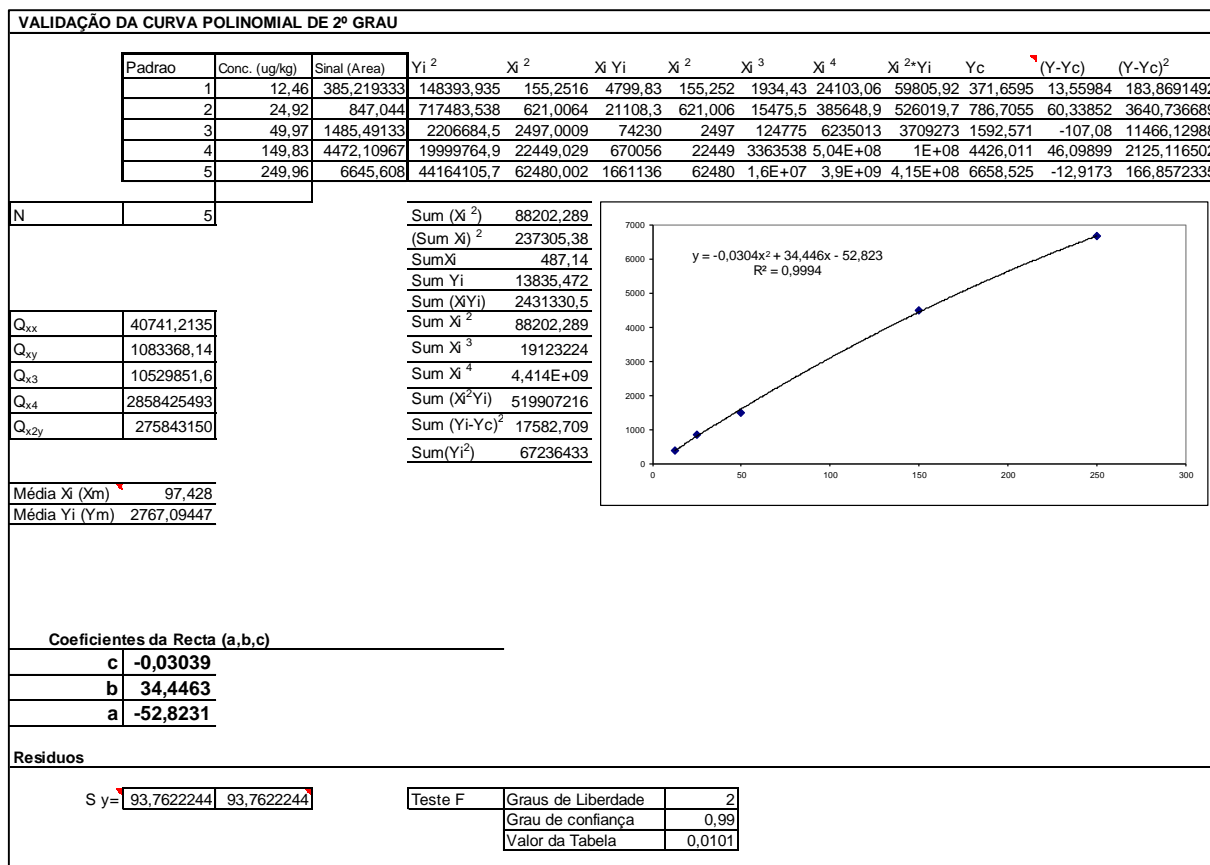 VALIDAÇÃO DA CURVA POLINOMIAL DE 2º GRAU
Padrao Conc. (ug/kg) Sinal (Area) Yi ² Xi ² Xi Yi Xi ² Xi ³ Xi ⁴ Xi ²*Yi Yc (Y-Yc) (Y-Yc)²
1 12,46 385,219333 148393,935 155,2516 4799,83 155,252 1934,43 24103,06 59805,92 371,6595 13,55984 183,8691492
2 24,92 847,044 717483,538 621,0064 21108,3 621,006 15475,5 385648,9 526019,7 786,7055 60,33852 3640,736689
3 49,97 1485,49133 2206684,5 2497,0009 74230 2497 124775 6235013 3709273 1592,571 -107,08 11466,12988
4 149,83 4472,10967 19999764,9 22449,029 670056 22449 3363538 5,04E+08 1E+08 4426,011 46,09899 2125,116502
5 249,96 6645,608 44164105,7 62480,002 1661136 62480 1,6E+07 3,9E+09 4,15E+08 6658,525 -12,9173 166,8572335
N 5
Sum (Xi ²) 88202,289
(Sum Xi) ² 237305,38
SumXi 487,14
Sum Yi 13835,472
Sum (XiYi) 2431330,5
Sum Xi ² 88202,289
Sum Xi ³ 19123224
Sum Xi ⁴ 4,414E+09
Sum (Xi²Yi) 519907216
Sum (Yi-Yc)² 17582,709
Sum(Yi²) 67236433
Qxx 40741,2135
Qxy 1083368,14
Qx3 10529851,6
Qx4 2858425493
Qx2y 275843150
7000
6000
5000
4000
3000
2000
1000
0
y = -0,0304x² + 34,446x - 52,823
R² = 0,9994
0 50 100 150 200 250 300
Média Xi (Xm) 97,428
Média Yi (Ym) 2767,09447
Coeficientes da Recta (a,b,c)
c -0,03039
b 34,4463
a -52,8231
Residuos
S y= 93,7622244 93,7622244
Teste F Graus de Liberdade 2
Grau de confiança 0,99
Valor da Tabela 0,0101